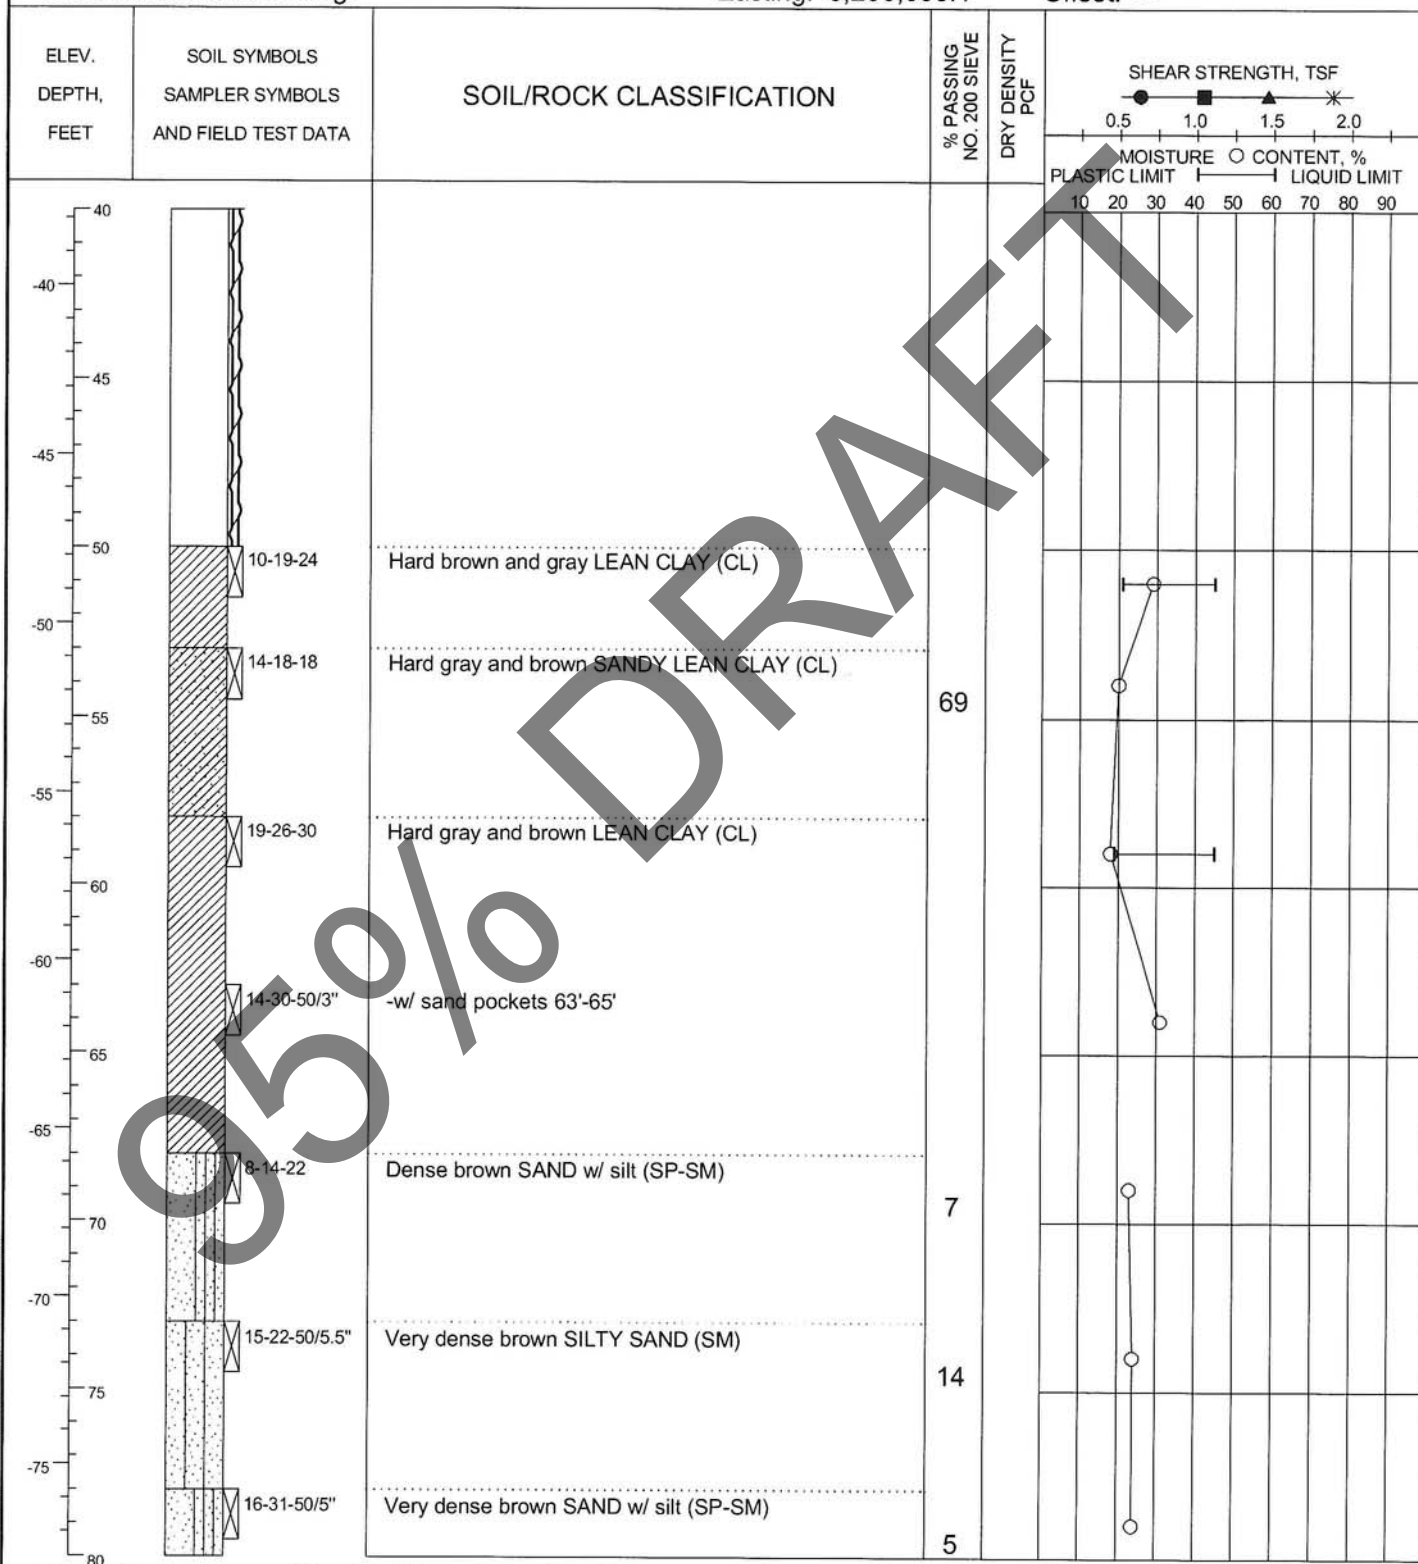 ELEV.
DEPTH,
FEET
SOIL SYMBOLS
SAMPLER SYMBOLS
AND FIELD TEST DATA
SOIL/ROCK CLASSIFICATION
% PASSING
NO. 200 SIEVE
DRY DENSITY
PCF
SHEAR STRENGTH, TSF
0.5 1.0 1.5 2.0
MOISTURE CONTENT, %
PLASTIC LIMIT LIQUID LIMIT
10 20 30 40 50 60 70 80 90
40
-40
45
-45
50
10-19-24 Hard brown and gray LEAN CLAY (CL)
-50
14-18-18 Hard gray and brown SANDY LEAN CLAY (CL)
69
55
-55
19-26-30 Hard gray and brown LEAN CLAY (CL)
60
-60
14-30-50/3" -w/ sand pockets 63'-65'
65
-65
8-14-22 Dense brown SAND w/ silt (SP-SM)
7
70
-70
15-22-50/5.5" Very dense brown SILTY SAND (SM)
14
75
-75
16-31-50/5" Very dense brown SAND w/ silt (SP-SM)
5
80
95% DRAFT